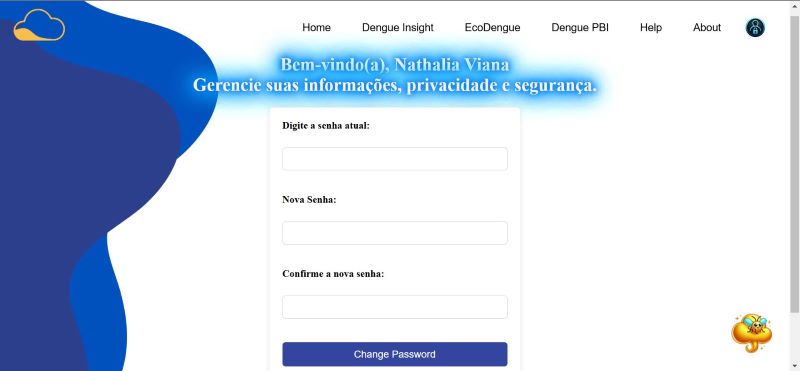 Home Dengue Insight EcoDengue Dengue PBI Help About
Bem-vindo(a), Nathalia Viana
Gerencie suas informações, privacidade e segurança.
Digite a senha atual:
Nova Senha:
Confirme a nova senha:
Change Password